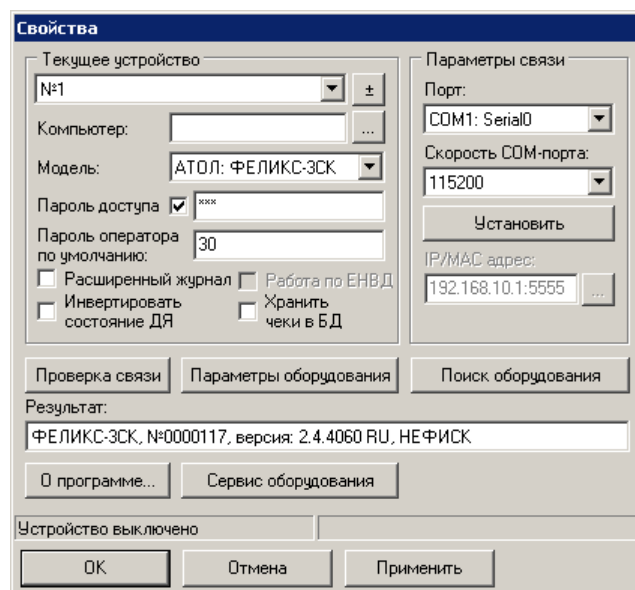 Свойства
Текущее устройство
№1
±
Компьютер:
...
Модель:
АТОЛ: ФЕЛИКС-3СК
Пароль доступа
***
Пароль оператора
по умолчанию:
30
Расширенный журнал
Работа по ЕНВД
Инвертировать
состояние ДЯ
Хранить
чеки в БД
Параметры связи
Порт:
COM1: Serial0
Скорость COM-порта:
115200
Установить
IP/MAC адрес:
192.168.10.1:5555
...
Проверка связи
Параметры оборудования
Поиск оборудования
Результат:
ФЕЛИКС-3СК, №0000117, версия: 2.4.4060 RU, НЕФИСК
О программе...
Сервис оборудования
Устройство выключено
OK
Отмена
Применить